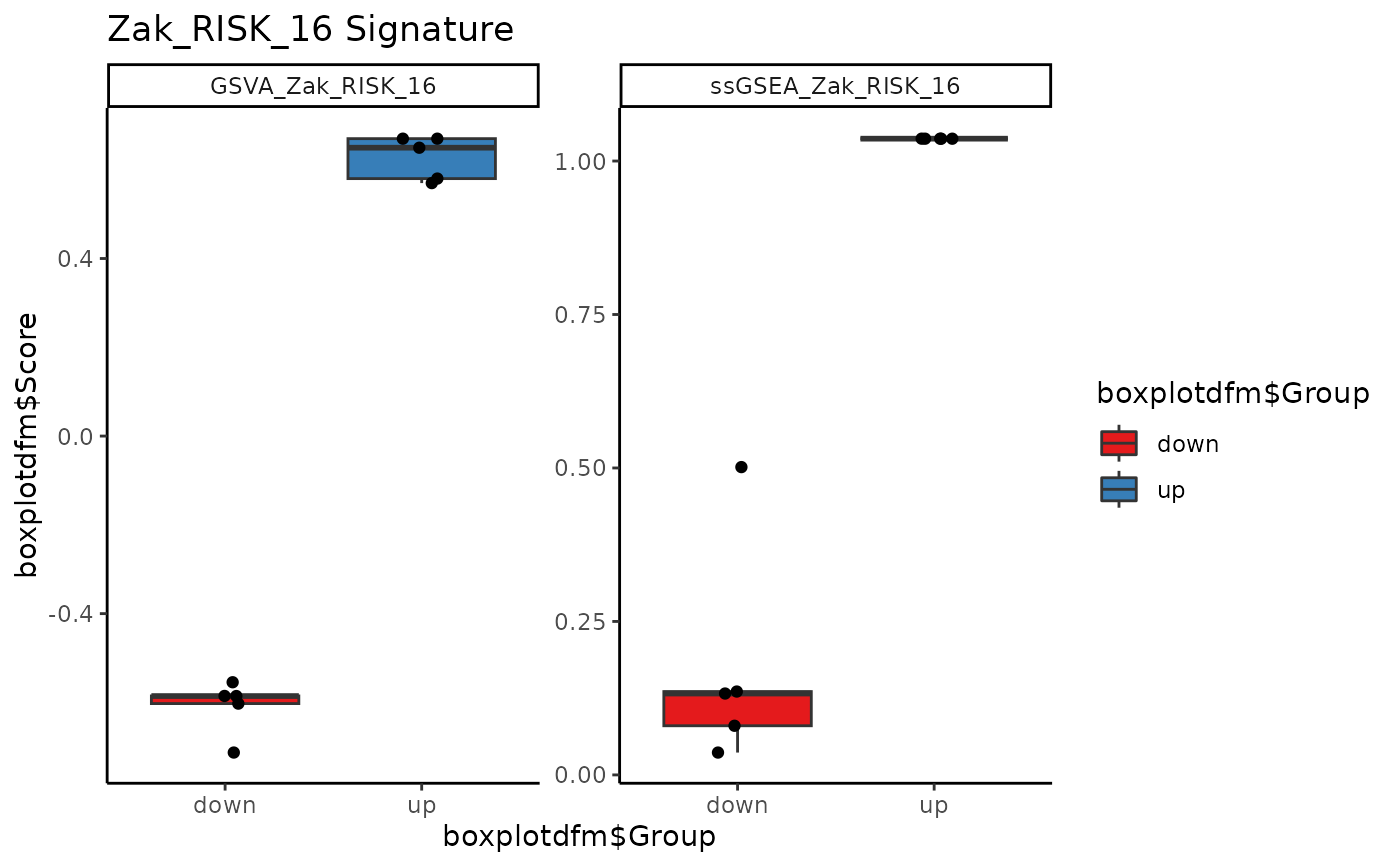 Zak_RISK_16 Signature
GSVA_Zak_RISK_16
ssGSEA_Zak_RISK_16
boxplotdfm$Score
0.4
0.0
-0.4
1.00
0.75
0.50
0.25
0.00
down
up
down
up
boxplotdfm$Group
boxplotdfm$Group
down
up